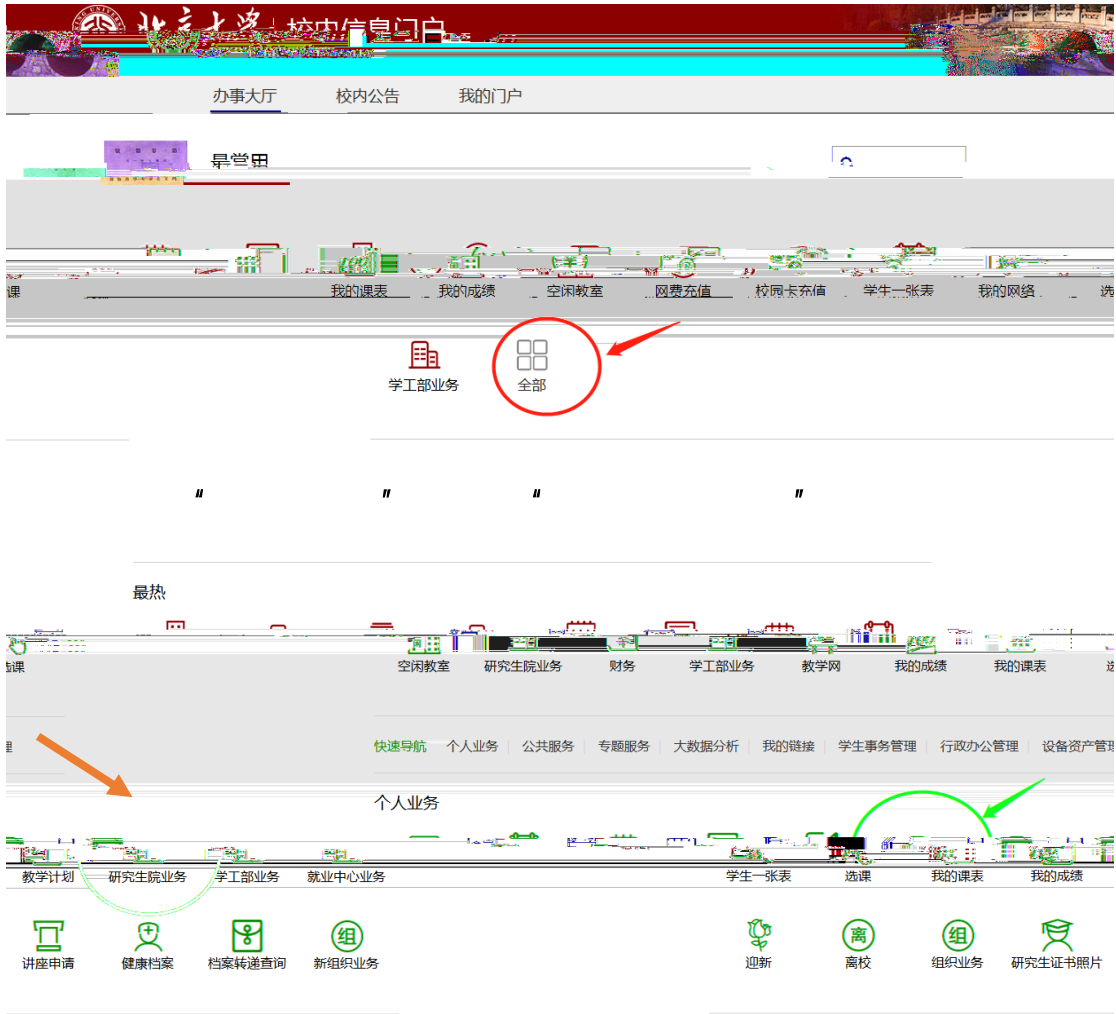 北京大学 校内信息门户
办事大厅 校内公告 我的门户
最常用
课 我的课表 我的成绩 空闲教室 网费充值 校园卡充值 学生一张表 我的网络 选
学工部业务 全部
“ ” “ ”
最热
选课 空闲教室 研究生院业务 财务 学工部业务 教学网 我的成绩 我的课表
理 快速导航 个人业务 公共服务 专题服务 大数据分析 我的链接 学生事务管理 行政办公管理 设备资产管理
个人业务
教学计划 研究生院业务 学工部业务 就业中心业务 学生一张表 选课 我的课表 我的成绩
组 离 组
讲座申请 健康档案 档案转递查询 新组织业务 迎新 离校 组织业务 研究生证书照片